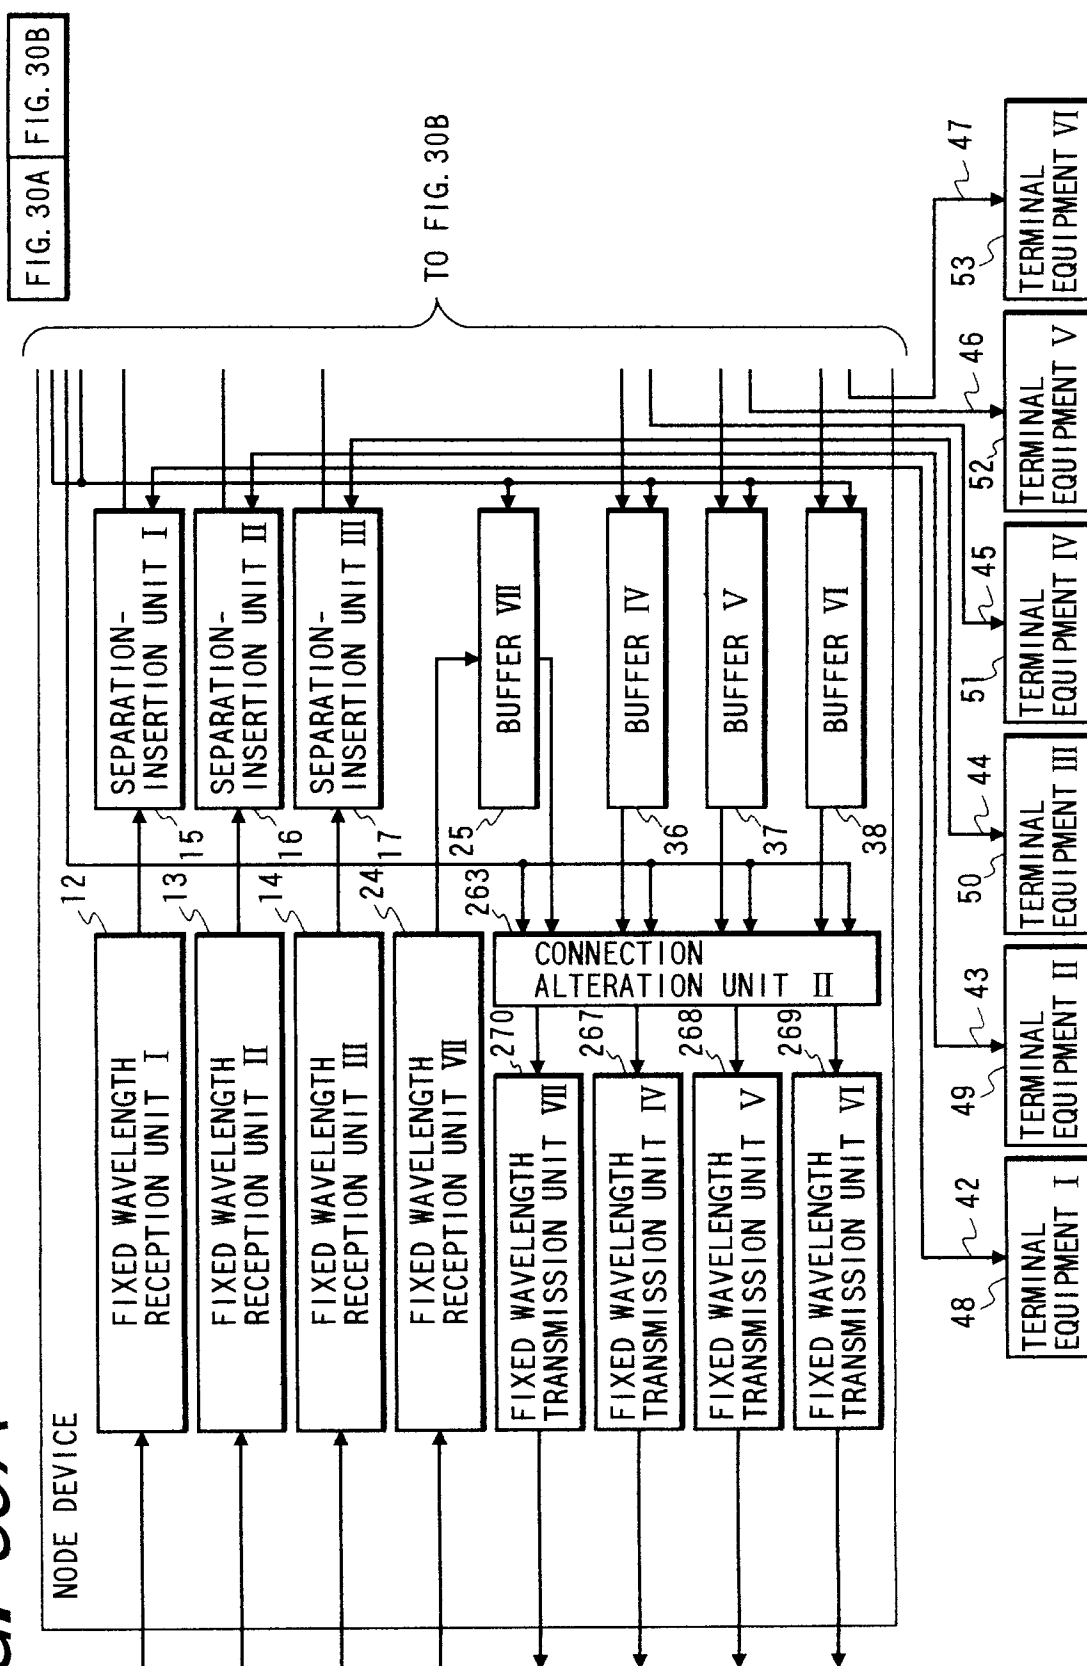 FIG. 30A
FIG. 30B
NODE DEVICE
TO FIG. 30B
12
FIXED WAVELENGTH
RECEPTION UNIT I
13
FIXED WAVELENGTH
RECEPTION UNIT II
14
FIXED WAVELENGTH
RECEPTION UNIT III
24
FIXED WAVELENGTH
RECEPTION UNIT VII
270
FIXED WAVELENGTH
TRANSMISSION UNIT VII
267
FIXED WAVELENGTH
TRANSMISSION UNIT IV
268
FIXED WAVELENGTH
TRANSMISSION UNIT V
269
FIXED WAVELENGTH
TRANSMISSION UNIT VI
263
CONNECTION
ALTERATION UNIT II
15
SEPARATION-
INSERTION UNIT I
16
SEPARATION-
INSERTION UNIT II
17
SEPARATION-
INSERTION UNIT III
25
BUFFER VII
36
BUFFER IV
37
BUFFER V
38
BUFFER VI
48
42
TERMINAL
EQUIPMENT I
49
43
TERMINAL
EQUIPMENT II
50
44
TERMINAL
EQUIPMENT III
51
45
TERMINAL
EQUIPMENT IV
52
46
TERMINAL
EQUIPMENT V
53
47
TERMINAL
EQUIPMENT VI